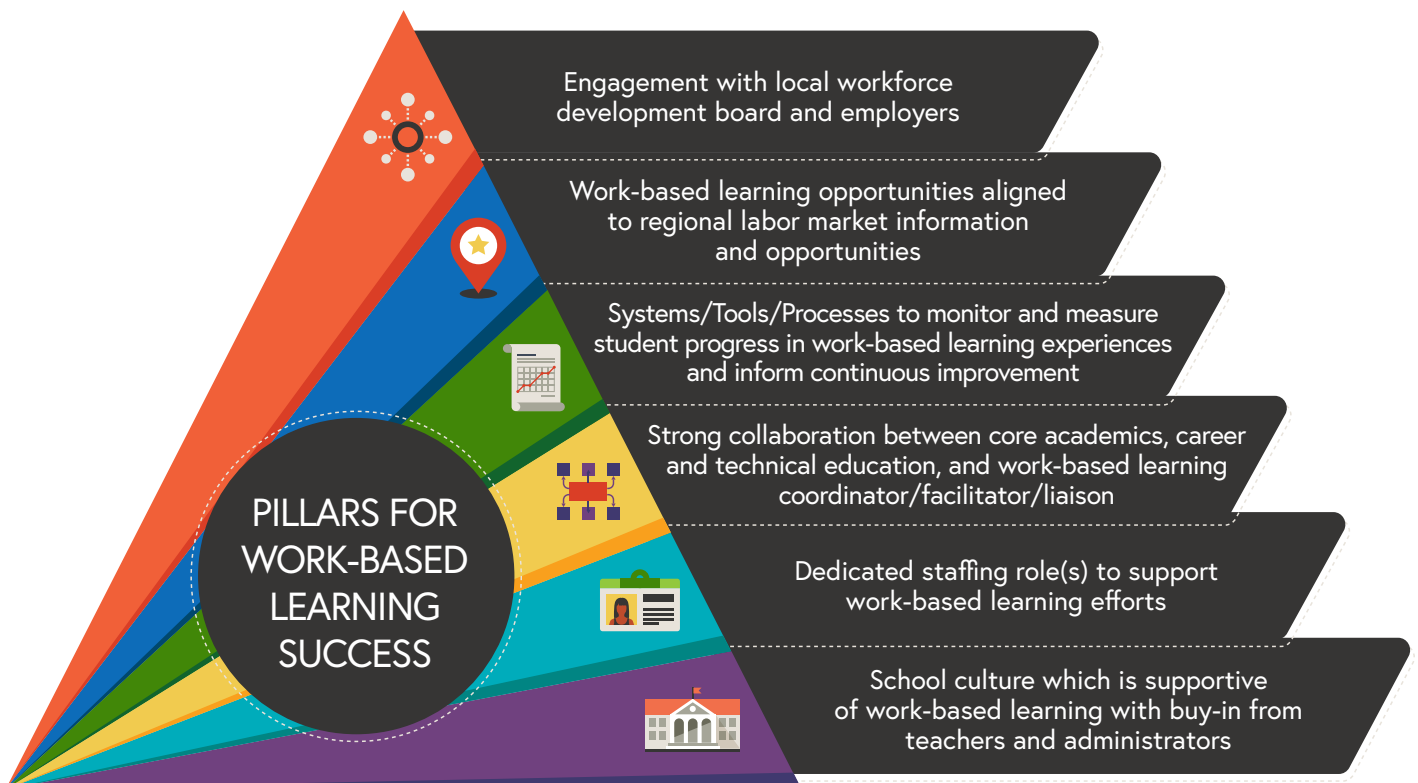 Engagement with local workforce
development board and employers
Work-based learning opportunities aligned
to regional labor market information
and opportunities
Systems/Tools/Processes to monitor and measure
student progress in work-based learning experiences
and inform continuous improvement
Strong collaboration between core academics, career
and technical education, and work-based learning
coordinator/facilitator/liaison
Dedicated staffing role(s) to support
work-based learning efforts
School culture which is supportive
of work-based learning with buy-in from
teachers and administrators
PILLARS FOR
WORK-BASED
LEARNING
SUCCESS